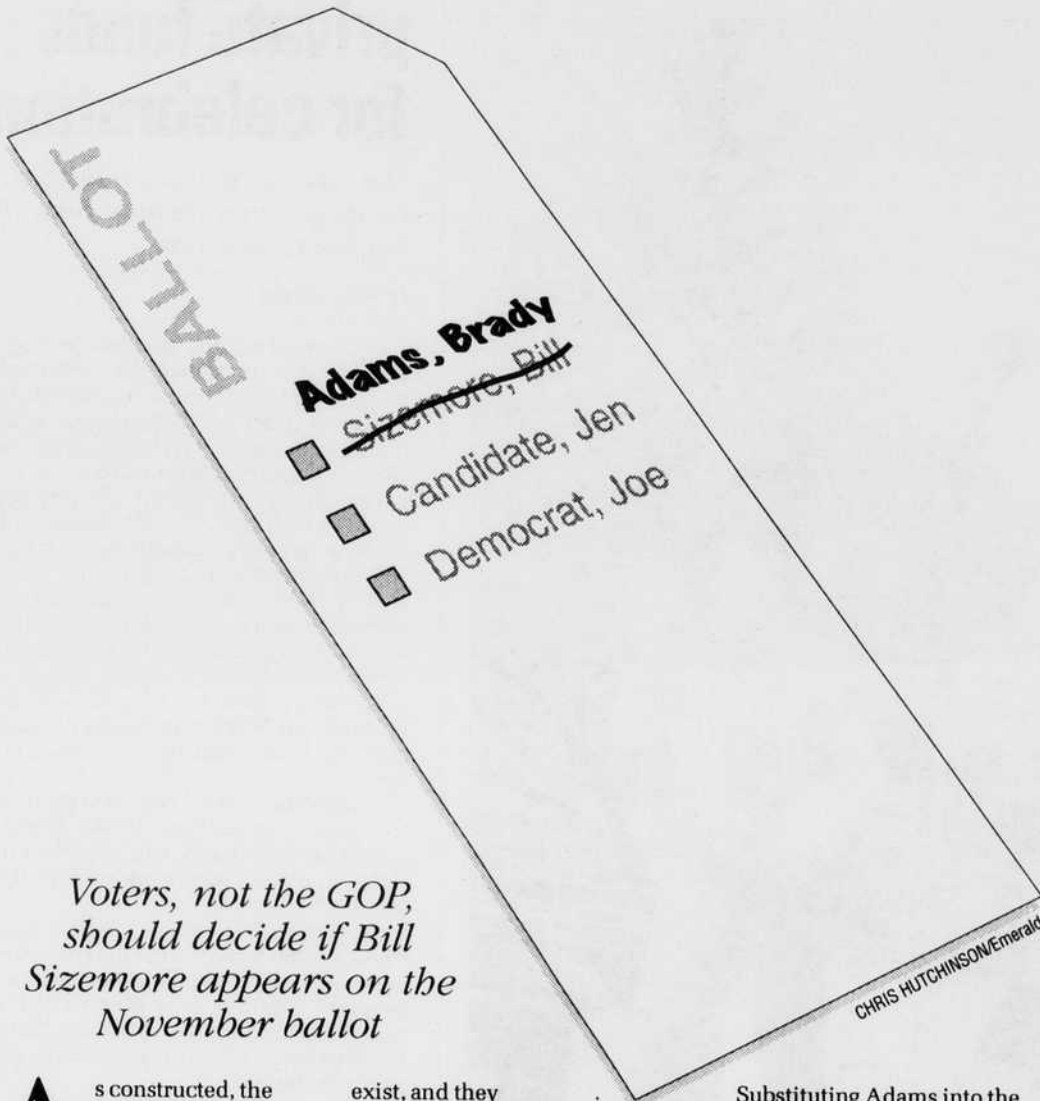 BALLOT
Adams, Brady
Sizemore, Bill
Candidate, Jen
Democrat, Joe
CHRIS HUTCHINSON/Emerald
Voters, not the GOP,
should decide if Bill
Sizemore appears on the
November ballot
As constructed, the
exist, and they
Substituting Adams into the